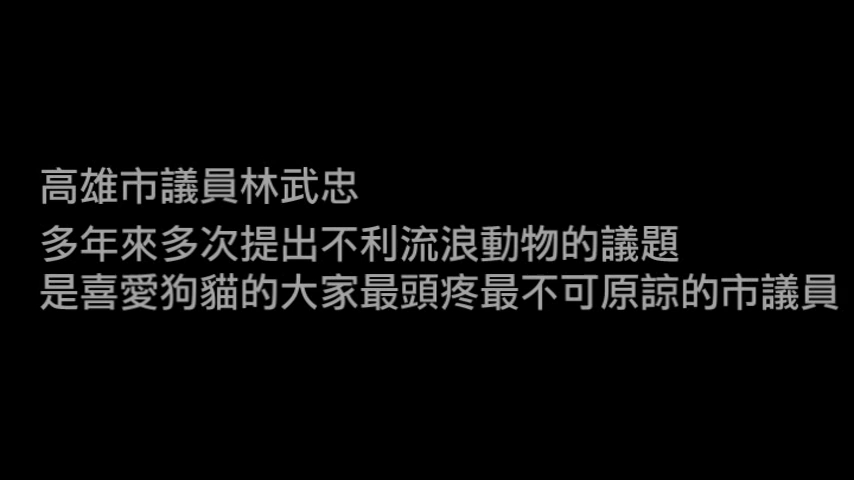 高雄市議員林武忠
多年來多次提出不利流浪動物的議題
是喜愛狗貓的大家最頭疼最不可原諒的市議員